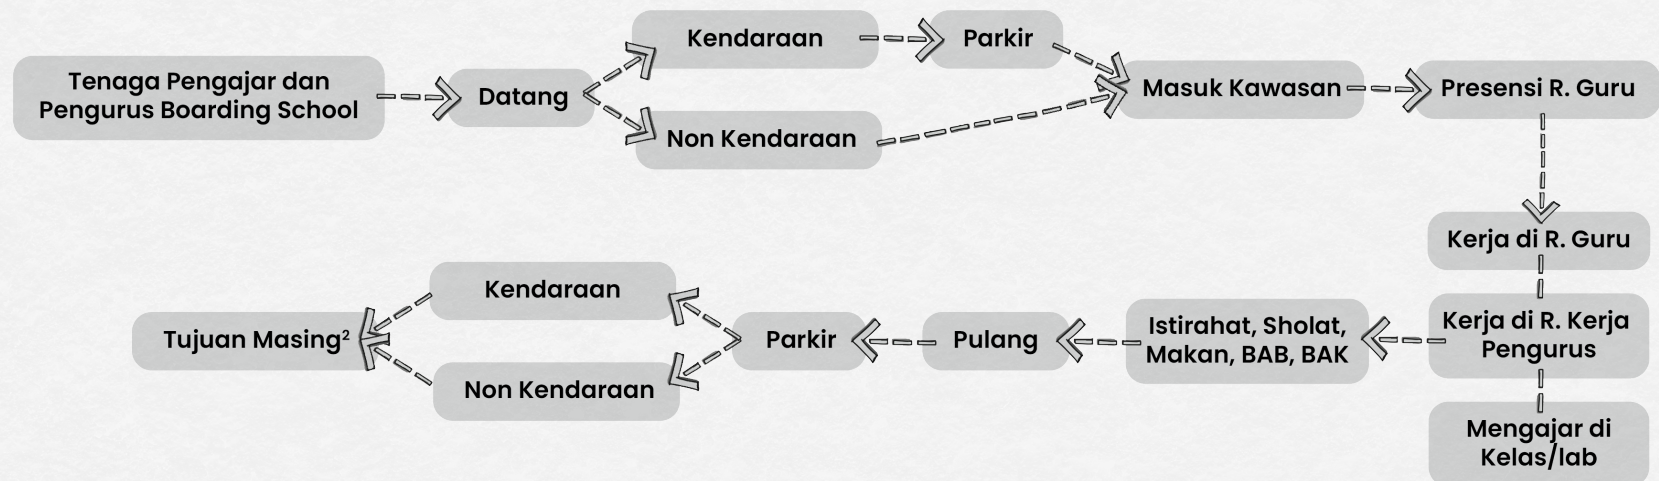 Tenaga Pengajar dan
Pengurus Boarding School
Datang
Kendaraan
Non Kendaraan
Parkir
Masuk Kawasan
Presensi R. Guru
Kerja di R. Guru
Kerja di R. Kerja
Pengurus
Mengajar di
Kelas/lab
Istirahat, Sholat,
Makan, BAB, BAK
Pulang
Parkir
Kendaraan
Non Kendaraan
Tujuan Masing²